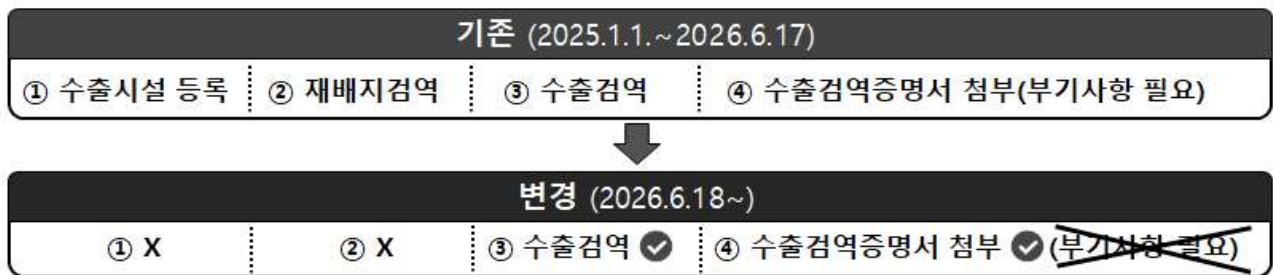 기존 (2025.1.1.~2026.6.17)
① 수출시설 등록 ② 재배지검역 ③ 수출검역 ④ 수출검역증명서 첨부(부기사항 필요)
변경 (2026.6.18~)
① X ② X ③ 수출검역 ④ 수출검역증명서 첨부 (부기사항 필요)